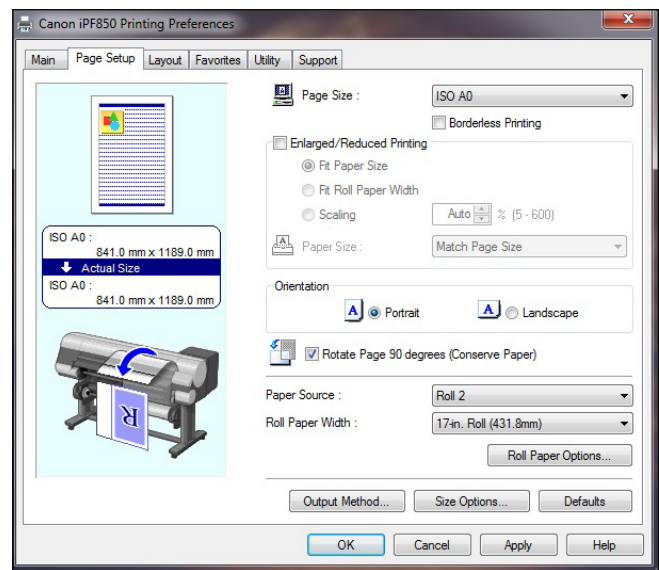 Canon iPF850 Printing Preferences
Main Page Setup Layout Favorites Utility Support
Page Size : ISO A0
Borderless Printing
Enlarged/Reduced Printing
Fit Paper Size
Fit Roll Paper Width
Scaling Auto % (5 - 600)
Paper Size : Match Page Size
ISO A0 :
841.0 mm x 1189.0 mm
Actual Size
ISO A0 :
841.0 mm x 1189.0 mm
Orientation
A Portrait A Landscape
Rotate Page 90 degrees (Conserve Paper)
R
Paper Source : Roll 2
Roll Paper Width : 17-in. Roll (431.8mm)
Roll Paper Options...
Output Method... Size Options... Defaults
OK Cancel Apply Help